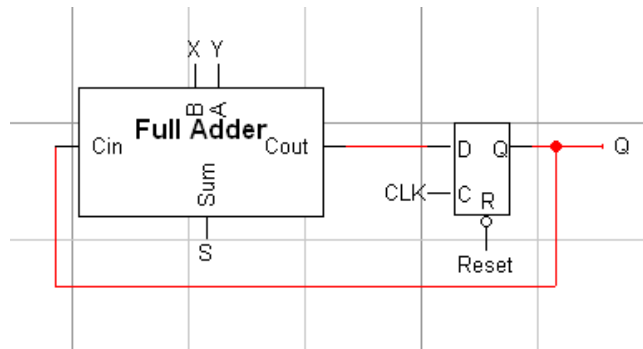 X Y
B A
Full Adder
Cin Cout
Sum
S
D Q
CLK C R
Reset
Q